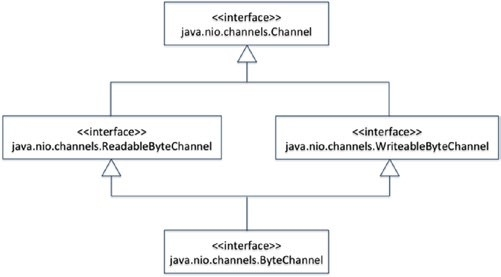 <<interface>>
java.nio.channels.Channel
<<interface>>
java.nio.channels.ReadableByteChannel
<<interface>>
java.nio.channels.WriteableByteChannel
<<interface>>
java.nio.channels.ByteChannel